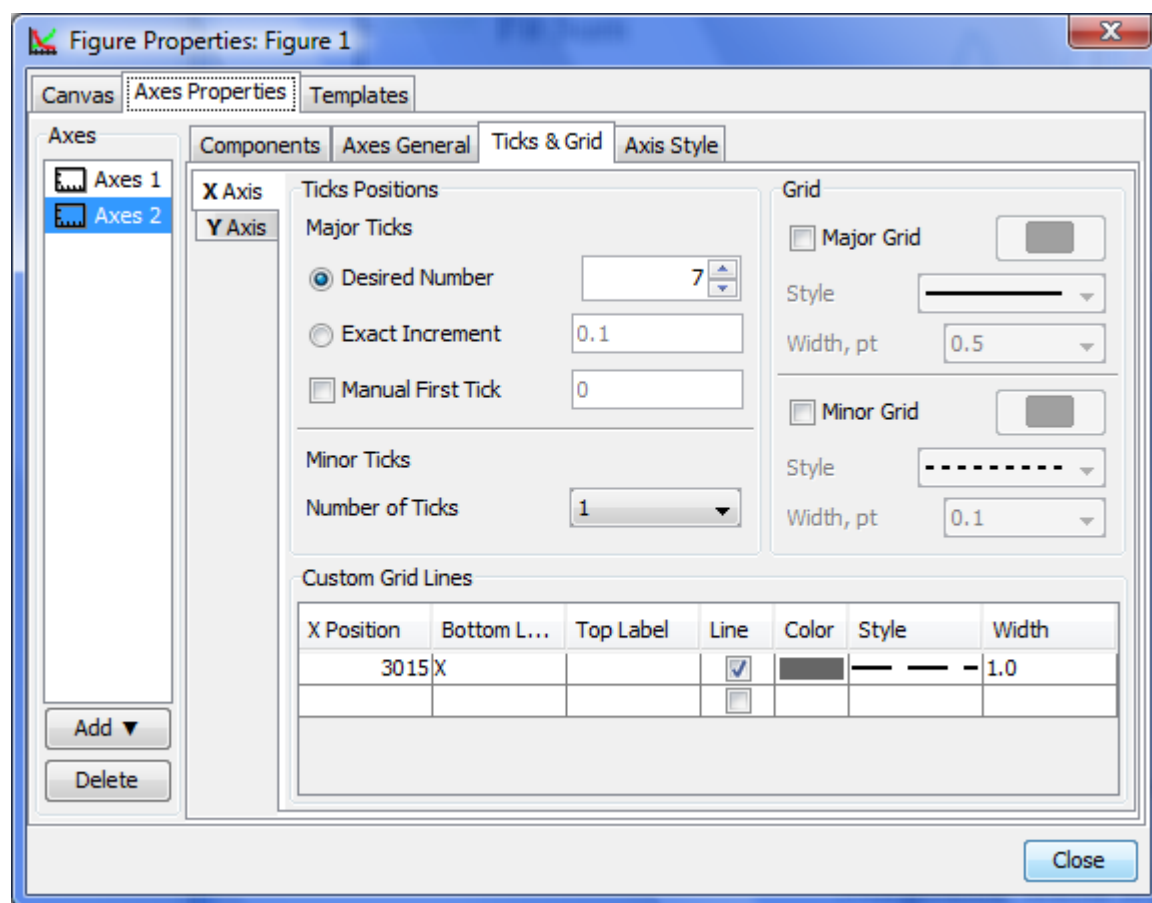 Figure Properties: Figure 1
Canvas Axes Properties Templates
Axes
Axes 1
Axes 2
Add ▼
Delete
Components Axes General Ticks & Grid Axis Style
X Axis
Y Axis
Ticks Positions
Major Ticks
Desired Number 7
Exact Increment 0.1
Manual First Tick 0
Minor Ticks
Number of Ticks 1
Grid
Major Grid
Style
Width, pt 0.5
Minor Grid
Style
Width, pt 0.1
Custom Grid Lines
X Position Bottom L... Top Label Line Color Style Width
3015 X 1.0
Close